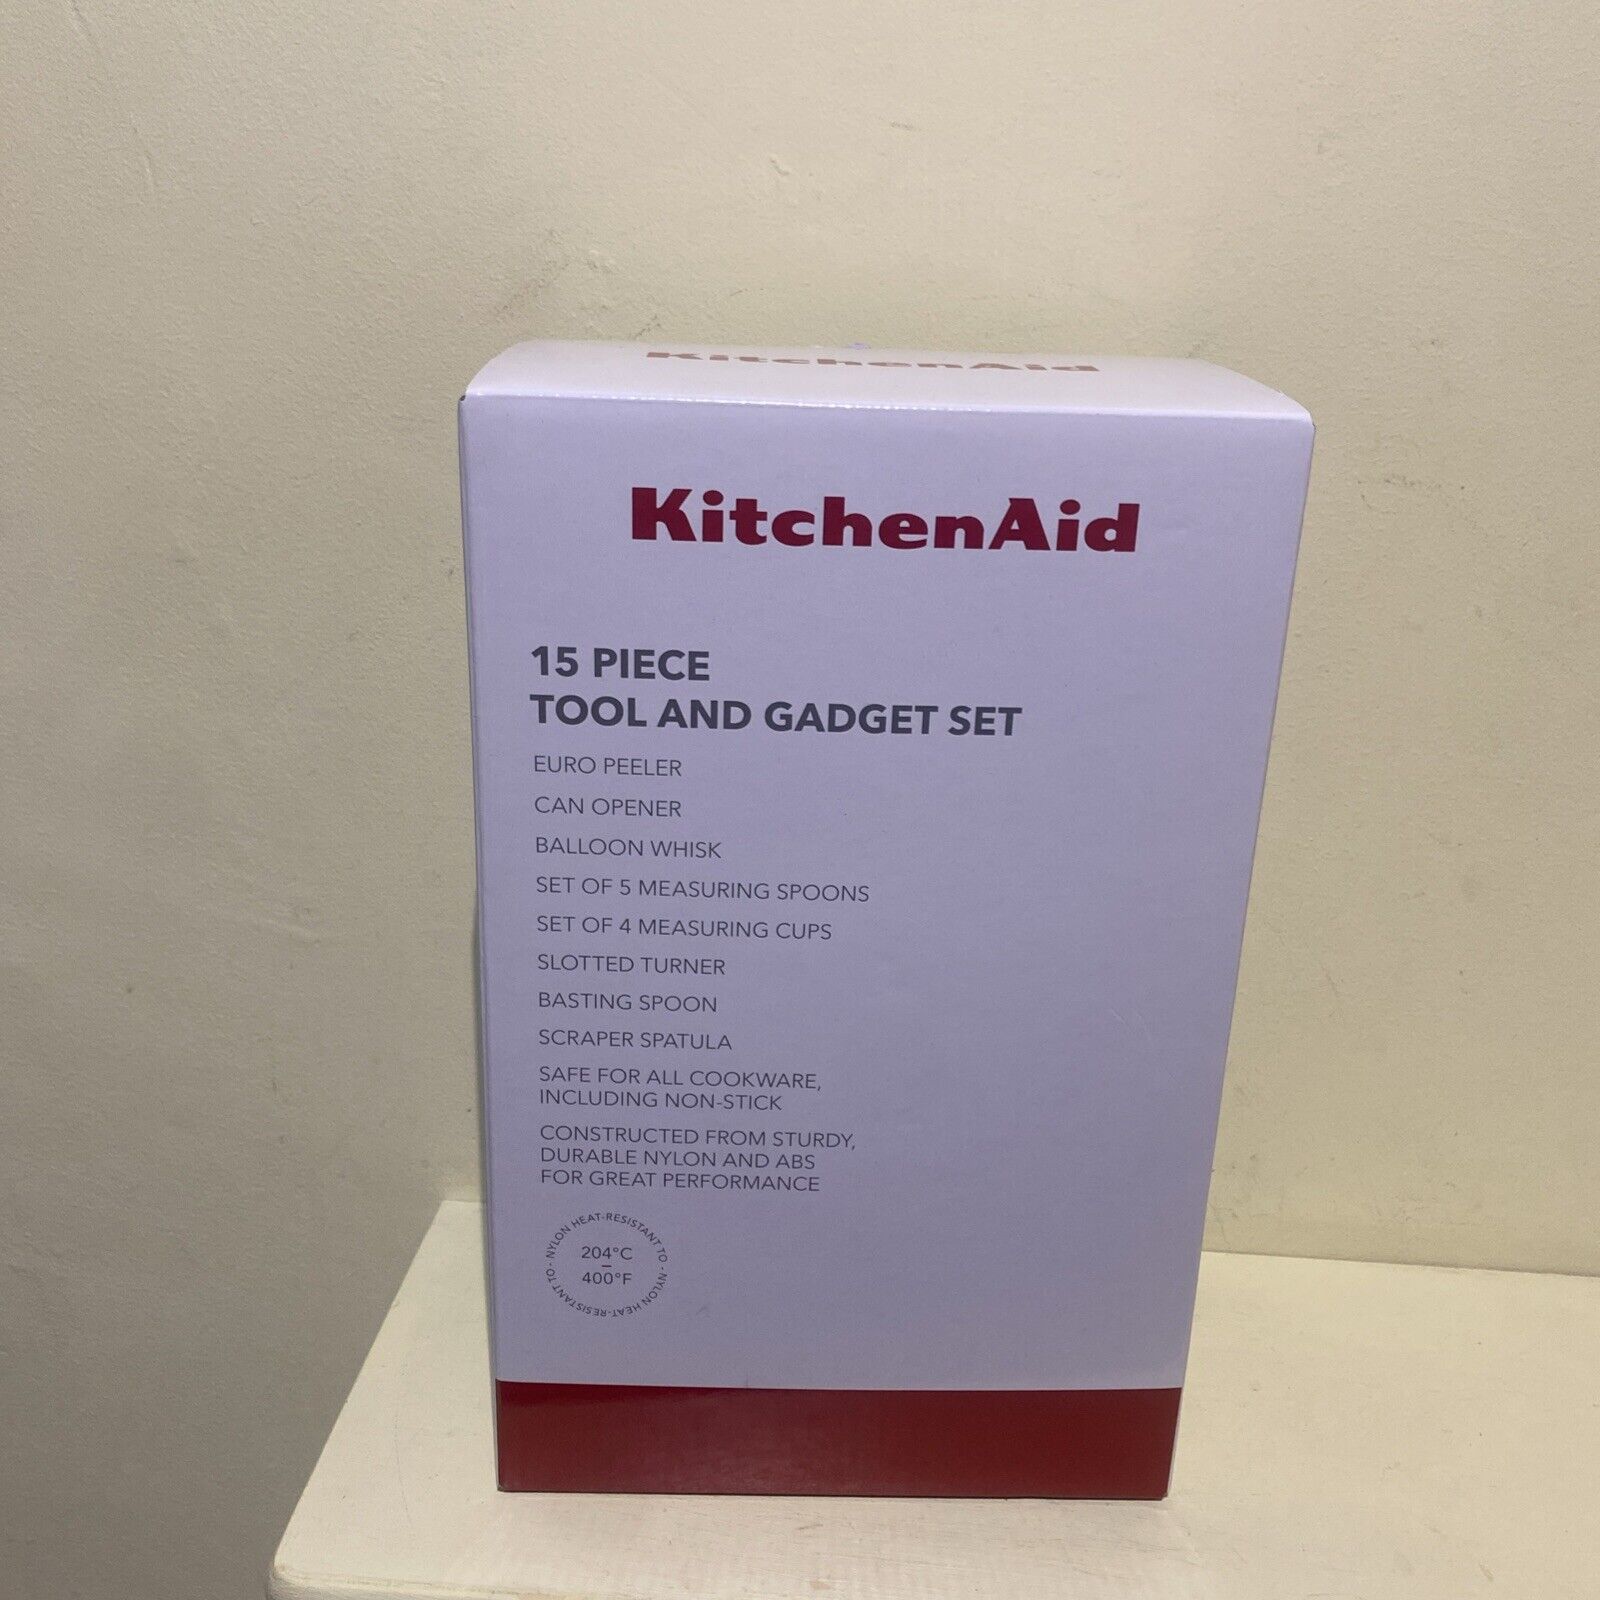 KitchenAid
KitchenAid
15 PIECE
TOOL AND GADGET SET
EURO PEELER
CAN OPENER
BALLOON WHISK
SET OF 5 MEASURING SPOONS
SET OF 4 MEASURING CUPS
SLOTTED TURNER
BASTING SPOON
SCRAPER SPATULA
SAFE FOR ALL COOKWARE,
INCLUDING NON-STICK
CONSTRUCTED FROM STURDY,
DURABLE NYLON AND ABS
FOR GREAT PERFORMANCE
NYLON HEAT-RESISTANT TO - NYLON HEAT-RESISTANT TO -
204°C
400°F